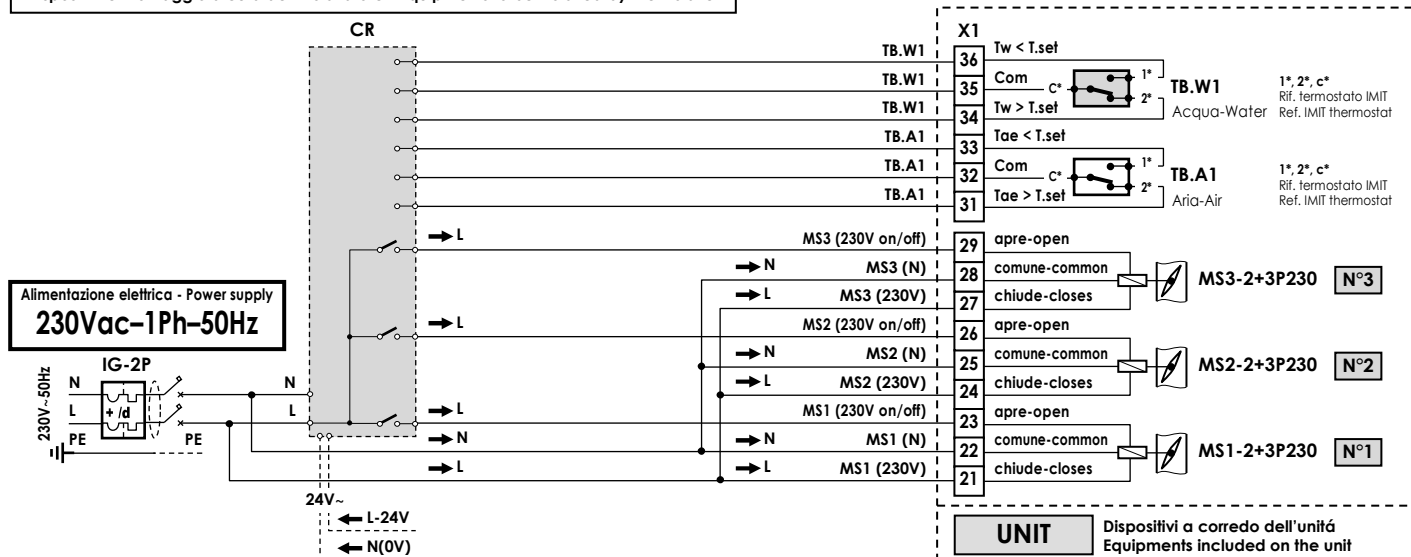 CR
X1
TB.W1 36 Tw < T.set
TB.W1 35 Com C* 1* 2* TB.W1 1*, 2*, c*
Acqua-Water Rif. termostato IMIT
Ref. IMIT thermostat
TB.W1 34 Tw > T.set
TB.A1 33 Tae < T.set
TB.A1 32 Com C* 1* 2* TB.A1 1*, 2*, c*
Aria-Air Rif. termostato IMIT
Ref. IMIT thermostat
TB.A1 31 Tae > T.set
L MS3 (230V on/off) 29 apre-open
N MS3 (N) 28 comune-common MS3-2+3P230 N°3
L MS3 (230V) 27 chiude-closes
L MS2 (230V on/off) 26 apre-open
N MS2 (N) 25 comune-common MS2-2+3P230 N°2
L MS2 (230V) 24 chiude-closes
L MS1 (230V on/off) 23 apre-open
N N MS1 (N) 22 comune-common MS1-2+3P230 N°1
L L MS1 (230V) 21 chiude-closes
Alimentazione elettrica - Power supply
230Vac–1Ph–50Hz
IG-2P
230V~50Hz
N N
L + /d L
PE PE
24V~
L-24V
N(0V)
UNIT
Dispositivi a corredo dell'unitá
Equipments included on the unit